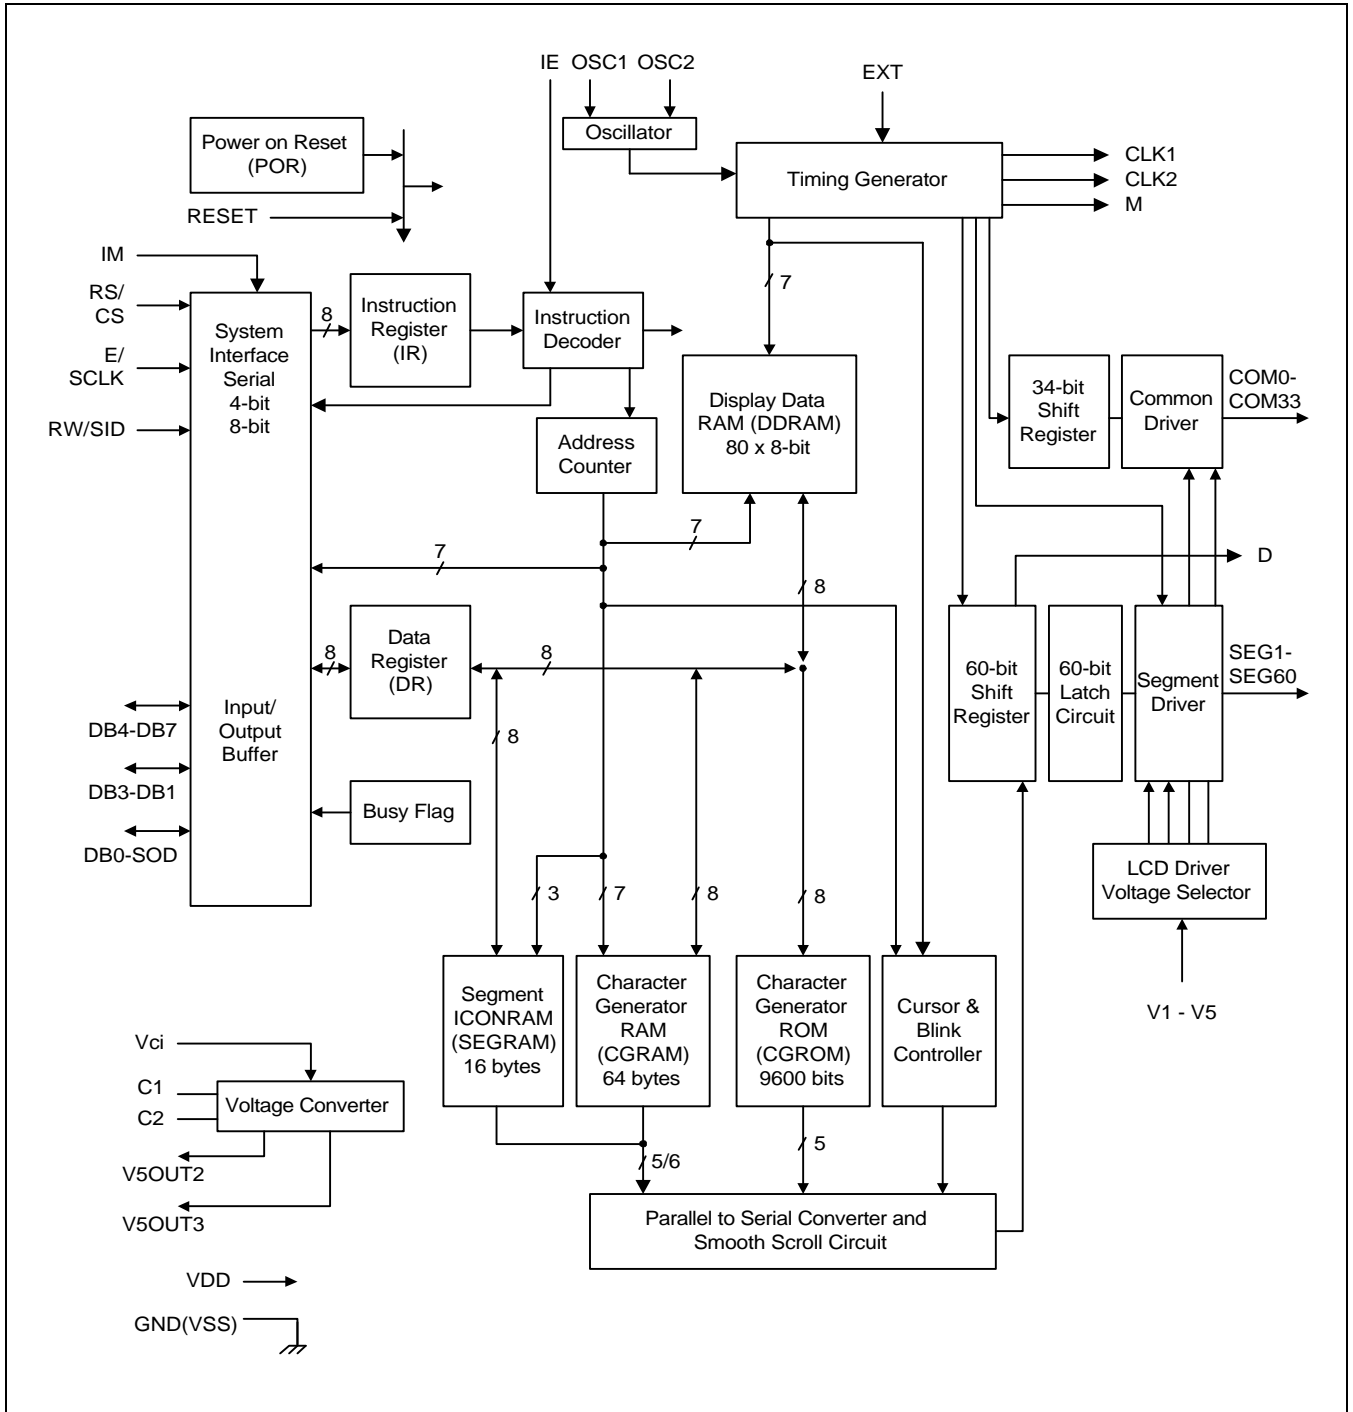 IE OSC1 OSC2
EXT
Power on Reset
(POR)
Oscillator
Timing Generator
CLK1
CLK2
M
RESET
IM
RS/
CS
E/
SCLK
RW/SID
System
Interface
Serial
4-bit
8-bit
Input/
Output
Buffer
8
Instruction
Register
(IR)
Instruction
Decoder
Address
Counter
7
Display Data
RAM (DDRAM)
80 x 8-bit
34-bit
Shift
Register
Common
Driver
COM0-
COM33
7
7
8
D
8
Data
Register
(DR)
8
8
60-bit
Shift
Register
60-bit
Latch
Circuit
Segment
Driver
SEG1-
SEG60
DB4-DB7
DB3-DB1
DB0-SOD
Busy Flag
3
7
8
8
LCD Driver
Voltage Selector
V1 - V5
Segment
ICONRAM
(SEGRAM)
16 bytes
Character
Generator
RAM
(CGRAM)
64 bytes
Character
Generator
ROM
(CGROM)
9600 bits
Cursor &
Blink
Controller
Vci
C1
C2
Voltage Converter
V5OUT2
V5OUT3
5/6
5
Parallel to Serial Converter and
Smooth Scroll Circuit
VDD
GND(VSS)